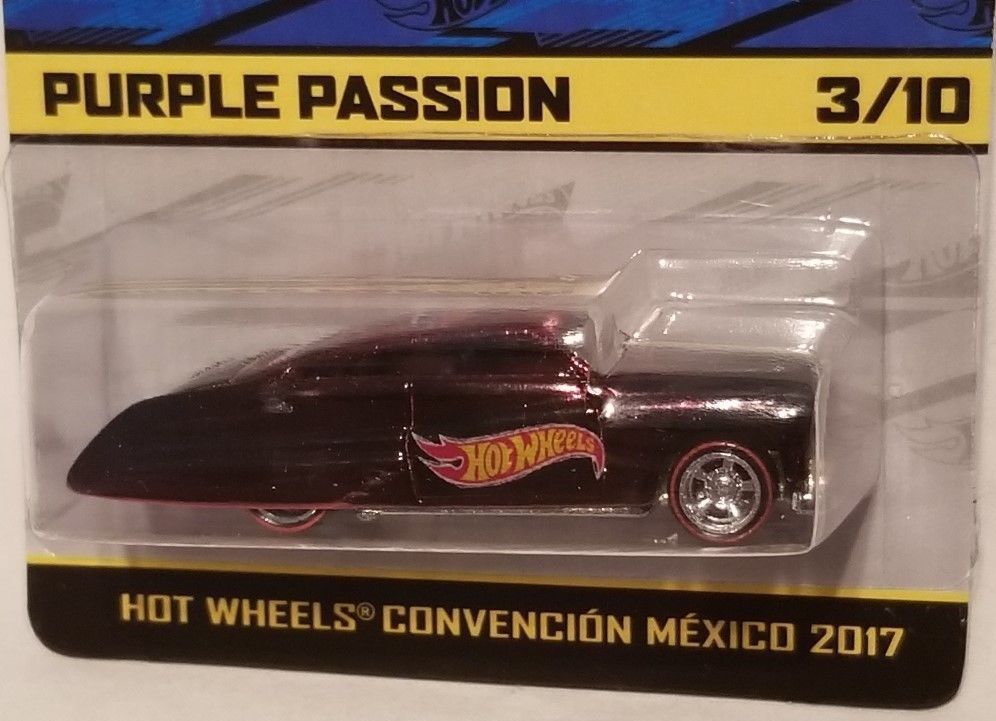 PURPLE PASSION 3/10
HOT WHEELS
HOT WHEELS® CONVENCIÓN MÉXICO 2017